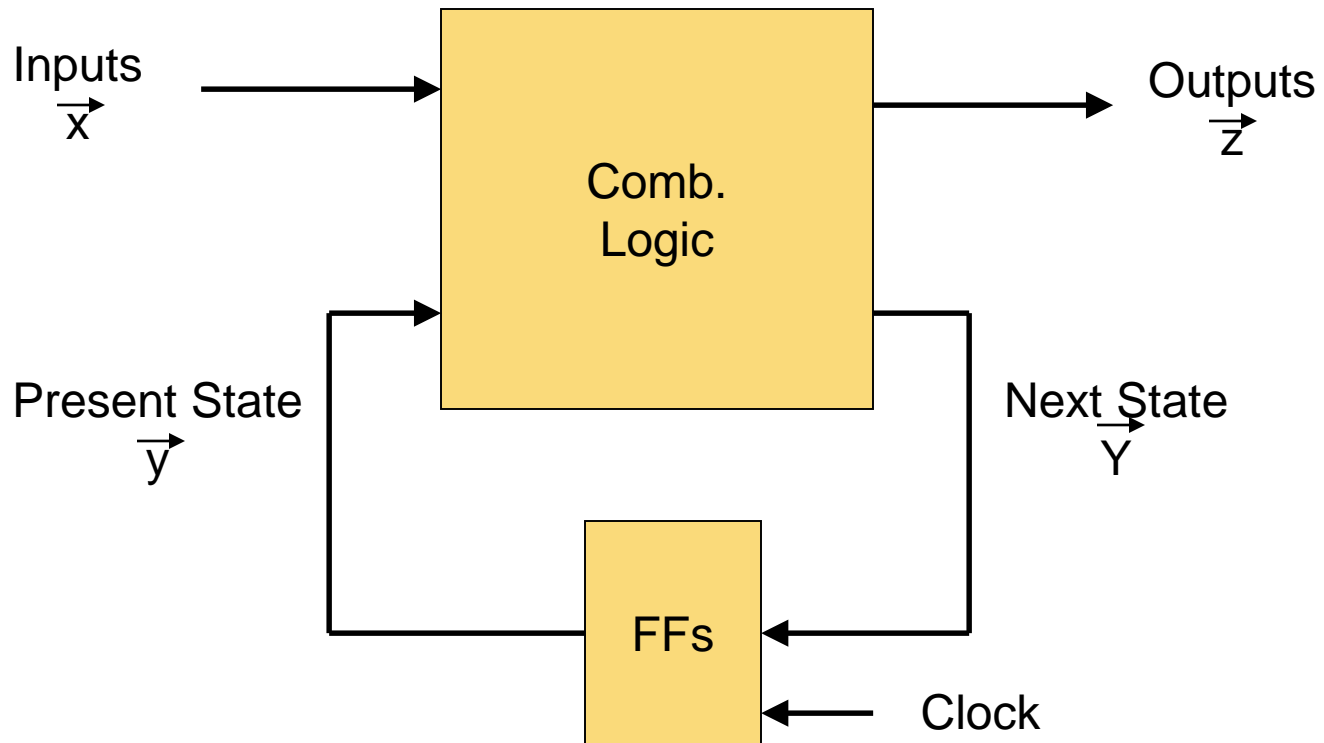 Inputs
x
Outputs
z
Comb.
Logic
Present State
y
Next State
Y
FFs
Clock